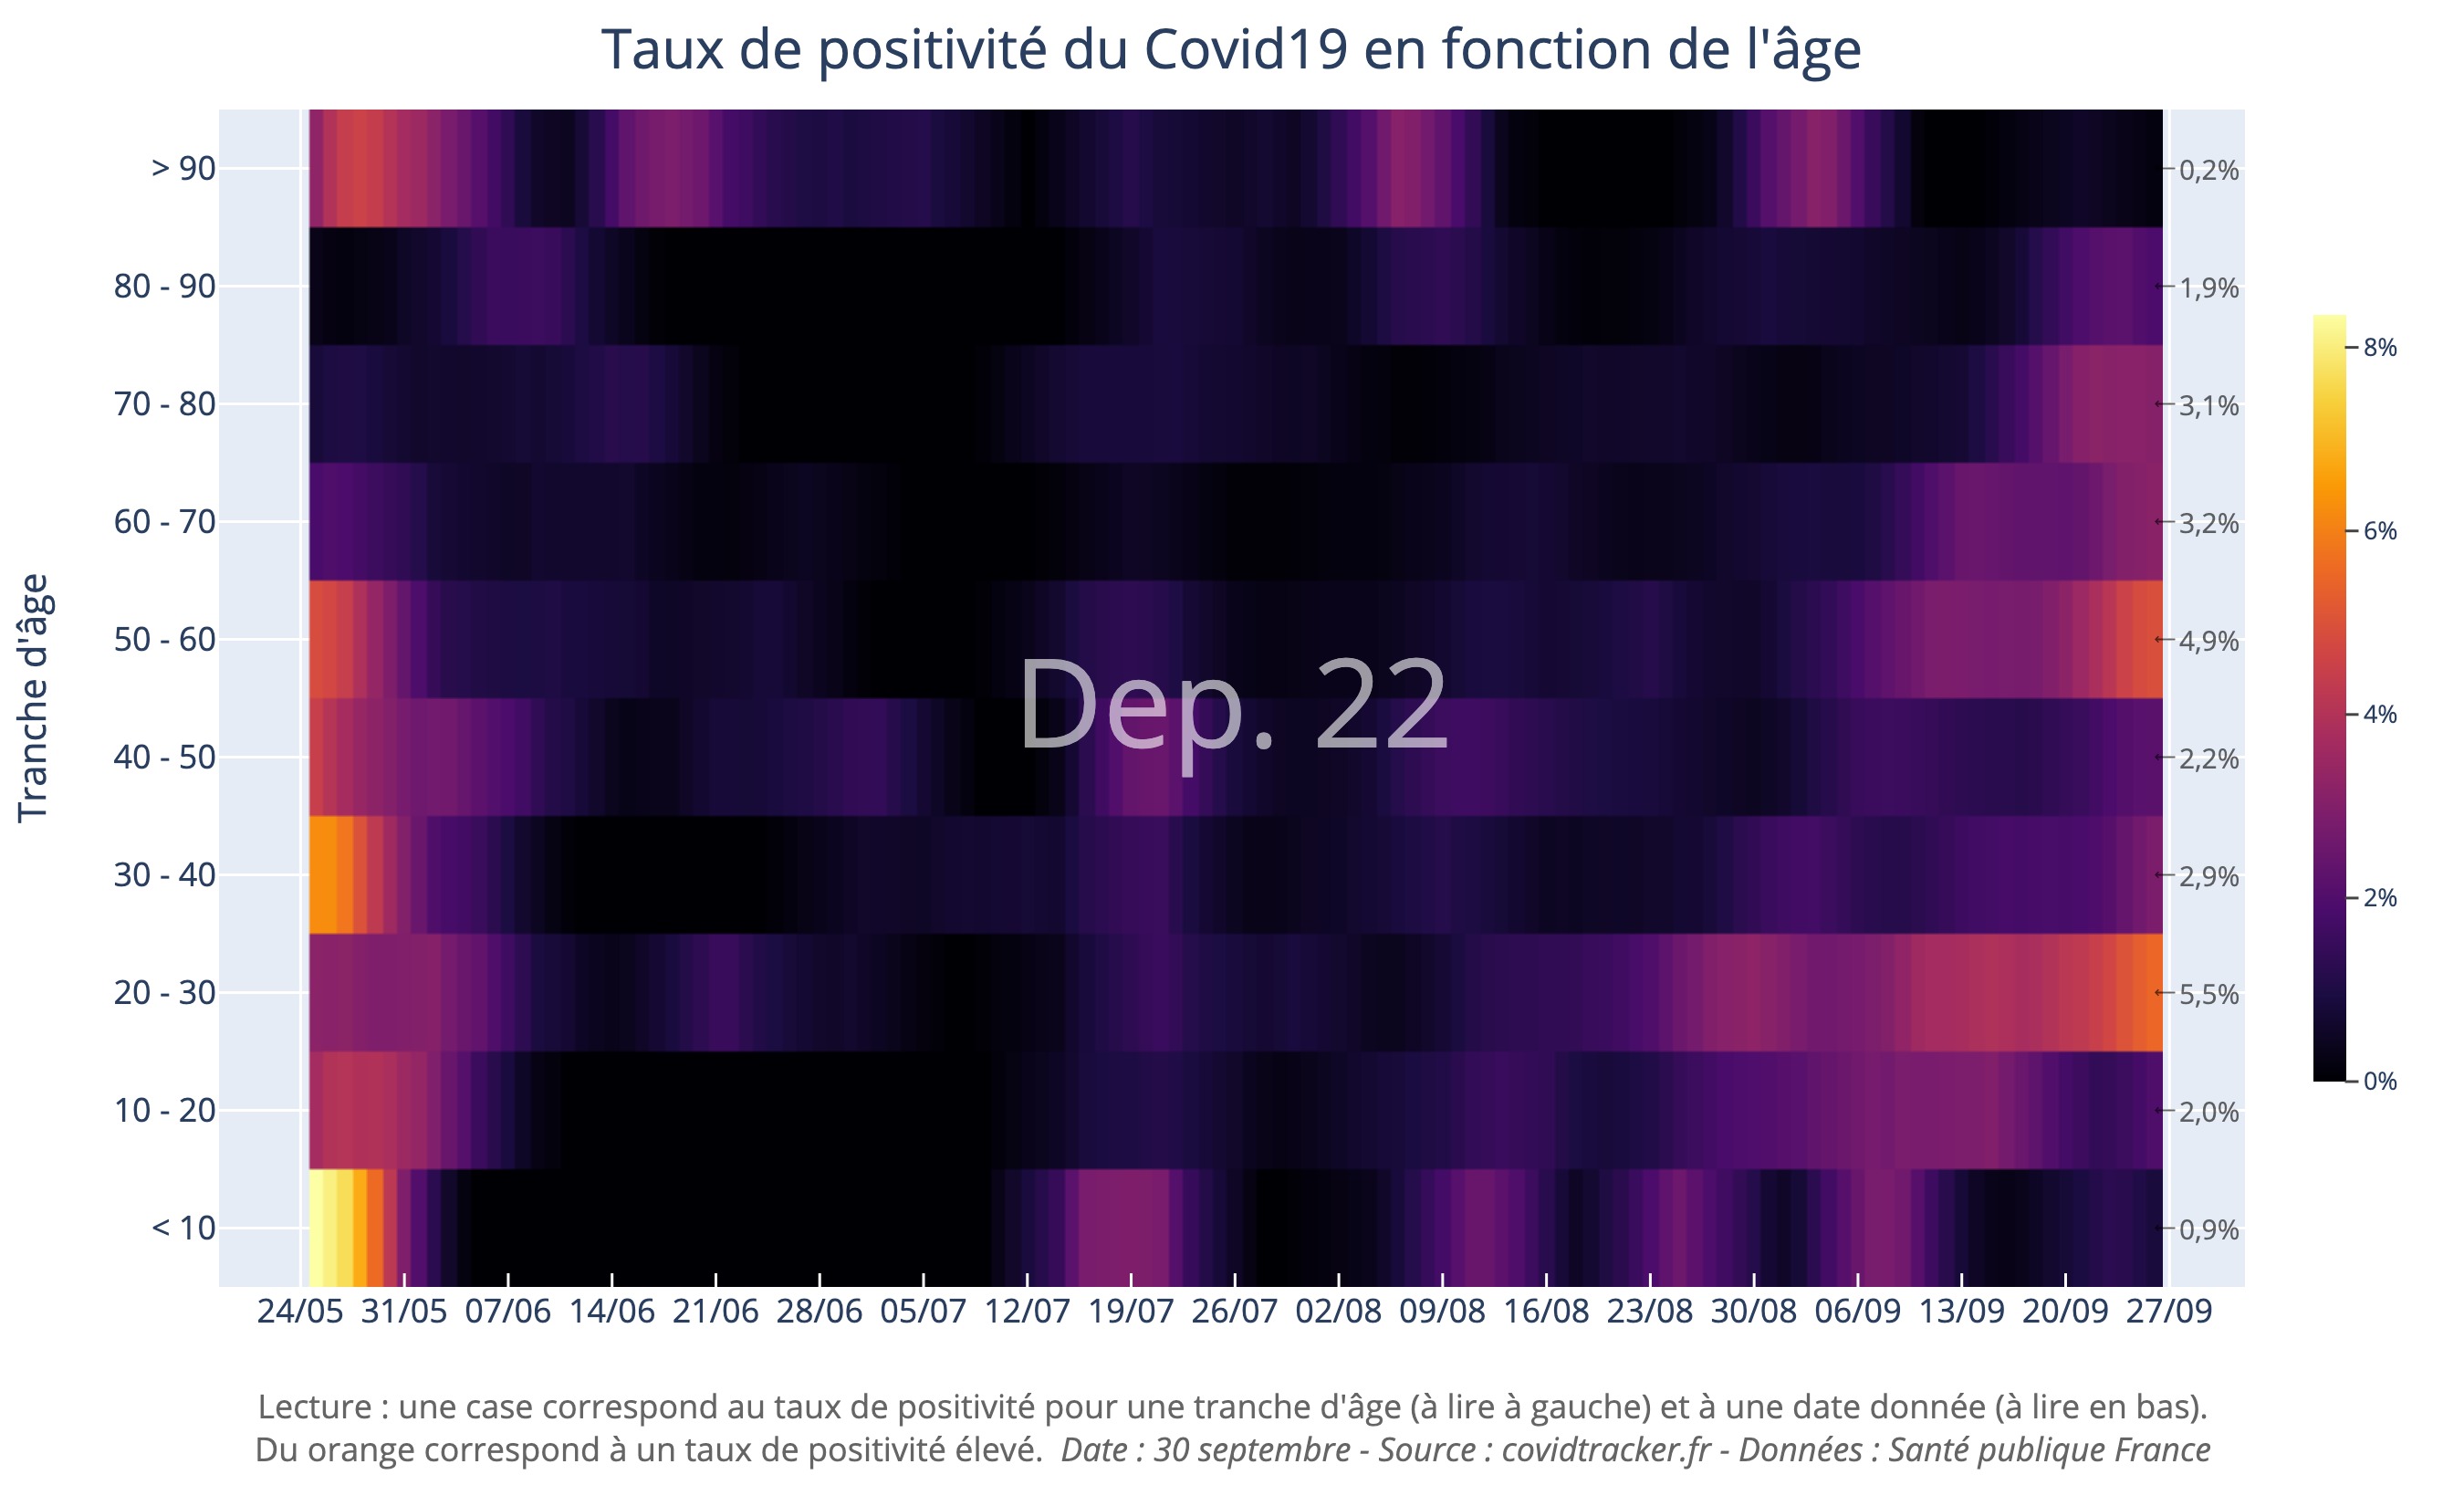 Taux de positivité du Covid19 en fonction de l'âge
Tranche d'âge
> 90
80 - 90
70 - 80
60 - 70
50 - 60
40 - 50
30 - 40
20 - 30
10 - 20
< 10
Dep. 22
0,2%
1,9%
3,1%
3,2%
4,9%
2,2%
2,9%
5,5%
2,0%
0,9%
8%
6%
4%
2%
0%
24/05 31/05 07/06 14/06 21/06 28/06 05/07 12/07 19/07 26/07 02/08 09/08 16/08 23/08 30/08 06/09 13/09 20/09 27/09
Lecture : une case correspond au taux de positivité pour une tranche d'âge (à lire à gauche) et à une date donnée (à lire en bas).
Du orange correspond à un taux de positivité élevé. Date : 30 septembre - Source : covidtracker.fr - Données : Santé publique France